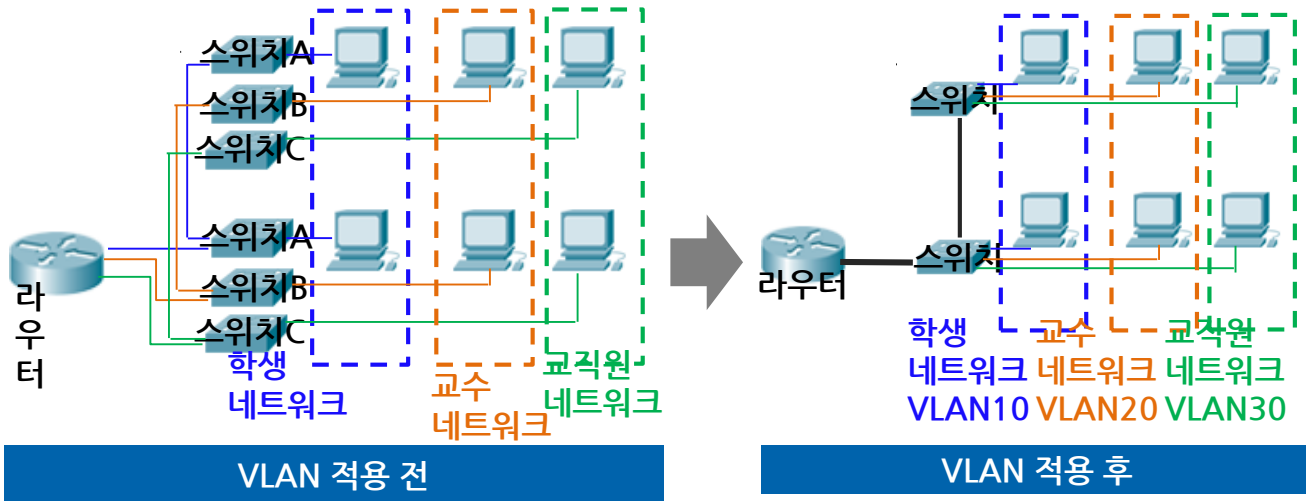 스위치A
스위치B
스위치C
스위치A
스위치B
스위치C
라
우
터
학생
네트워크
교수
네트워크
교직원
네트워크
VLAN 적용 전
스위치
스위치
라우터
학생
네트워크
VLAN10
교수
네트워크
VLAN20
교직원
네트워크
VLAN30
VLAN 적용 후